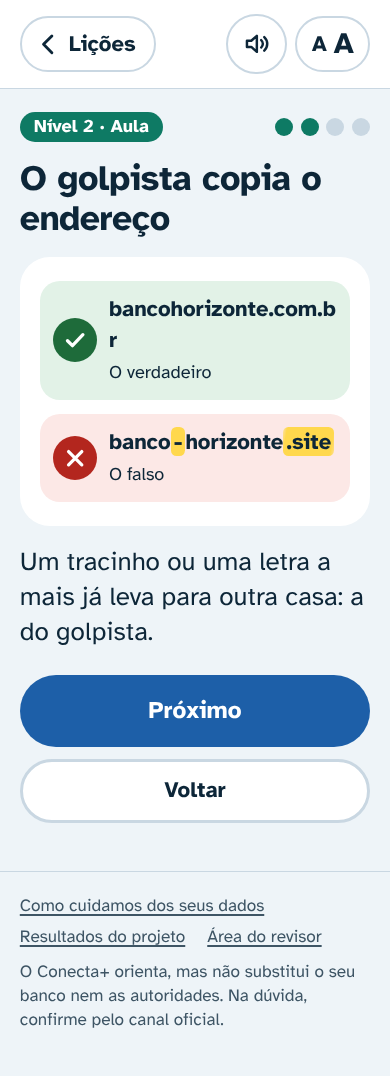 Lições
A A
Nível 2 · Aula
O golpista copia o
endereço
bancohorizonte.com.b
r
O verdadeiro
banco-horizonte.site
O falso
Um tracinho ou uma letra a
mais já leva para outra casa: a
do golpista.
Próximo
Voltar
Como cuidamos dos seus dados
Resultados do projeto Área do revisor
O Conecta+ orienta, mas não substitui o seu
banco nem as autoridades. Na dúvida,
confirme pelo canal oficial.